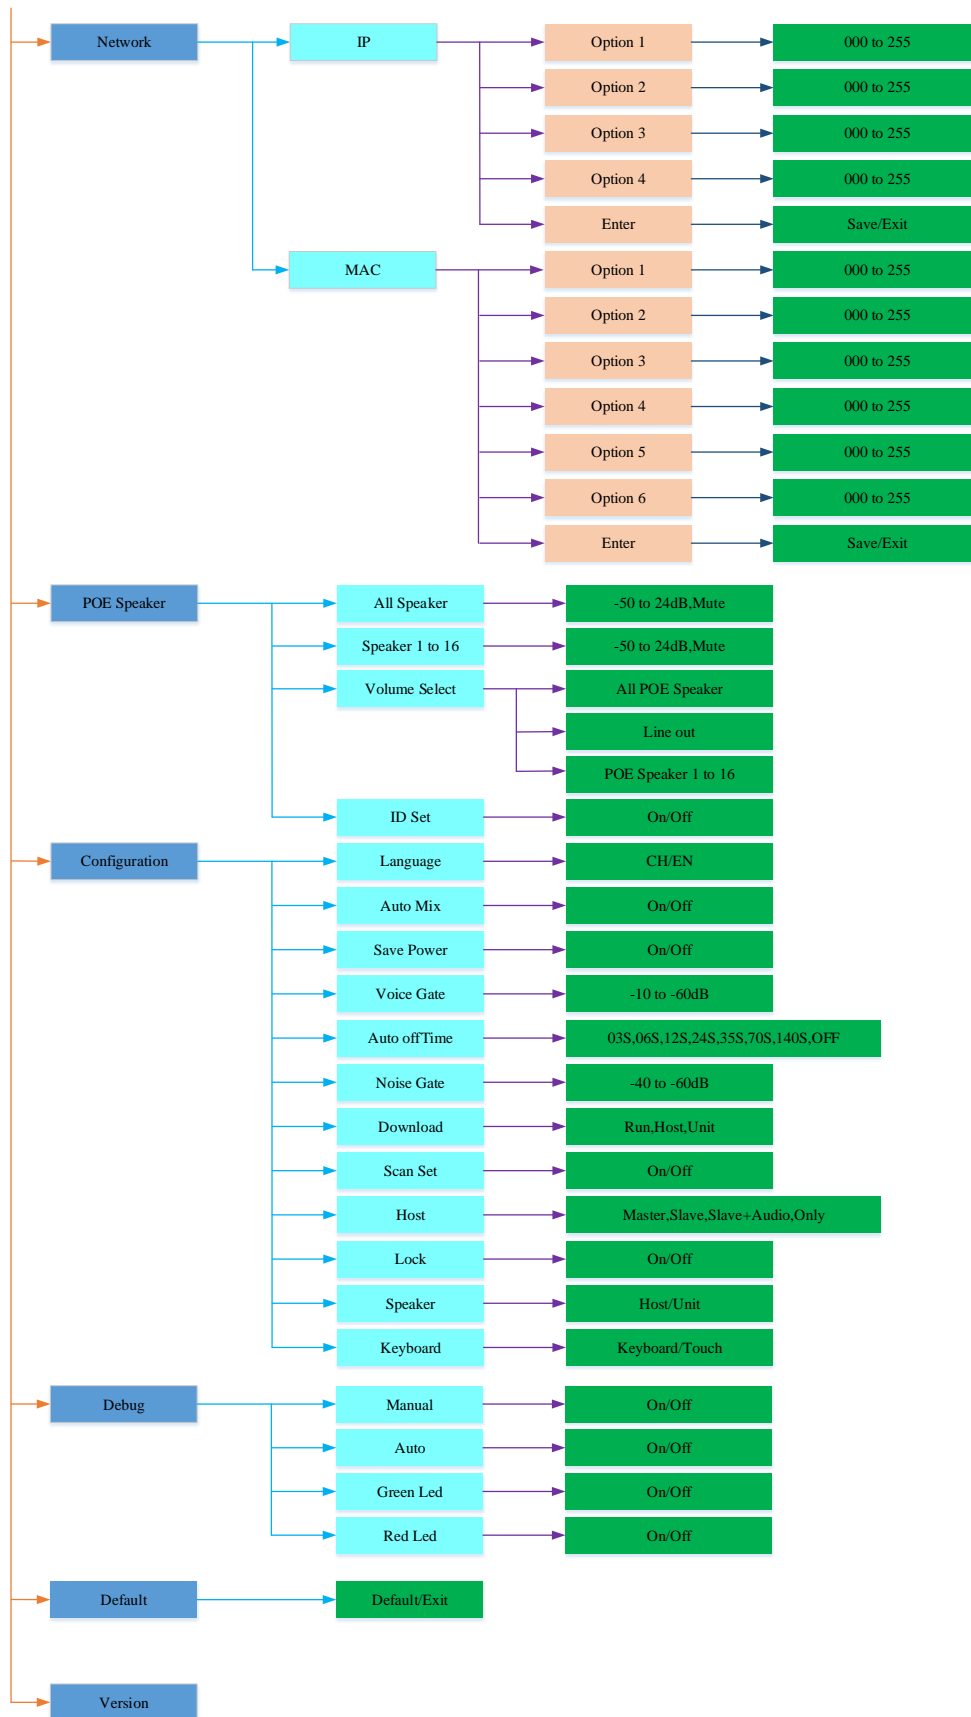 Network IP Option 1 000 to 255
Option 2 000 to 255
Option 3 000 to 255
Option 4 000 to 255
Enter Save/Exit
MAC Option 1 000 to 255
Option 2 000 to 255
Option 3 000 to 255
Option 4 000 to 255
Option 5 000 to 255
Option 6 000 to 255
Enter Save/Exit
POE Speaker All Speaker -50 to 24dB,Mute
Speaker 1 to 16 -50 to 24dB,Mute
Volume Select All POE Speaker
Line out
POE Speaker 1 to 16
ID Set On/Off
Configuration Language CH/EN
Auto Mix On/Off
Save Power On/Off
Voice Gate -10 to -60dB
Auto offTime 03S,06S,12S,24S,35S,70S,140S,OFF
Noise Gate -40 to -60dB
Download Run,Host,Unit
Scan Set On/Off
Host Master,Slave,Slave+Audio,Only
Lock On/Off
Speaker Host/Unit
Keyboard Keyboard/Touch
Debug Manual On/Off
Auto On/Off
Green Led On/Off
Red Led On/Off
Default Default/Exit
Version